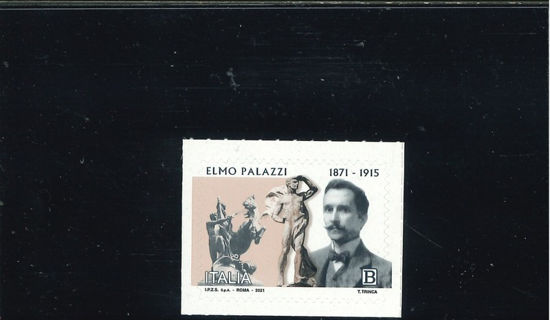 ELMO PALAZZI 1871 - 1915
ITALIA B
I.P.Z.S. S.p.A. - ROMA - 2021 T. TRINCA